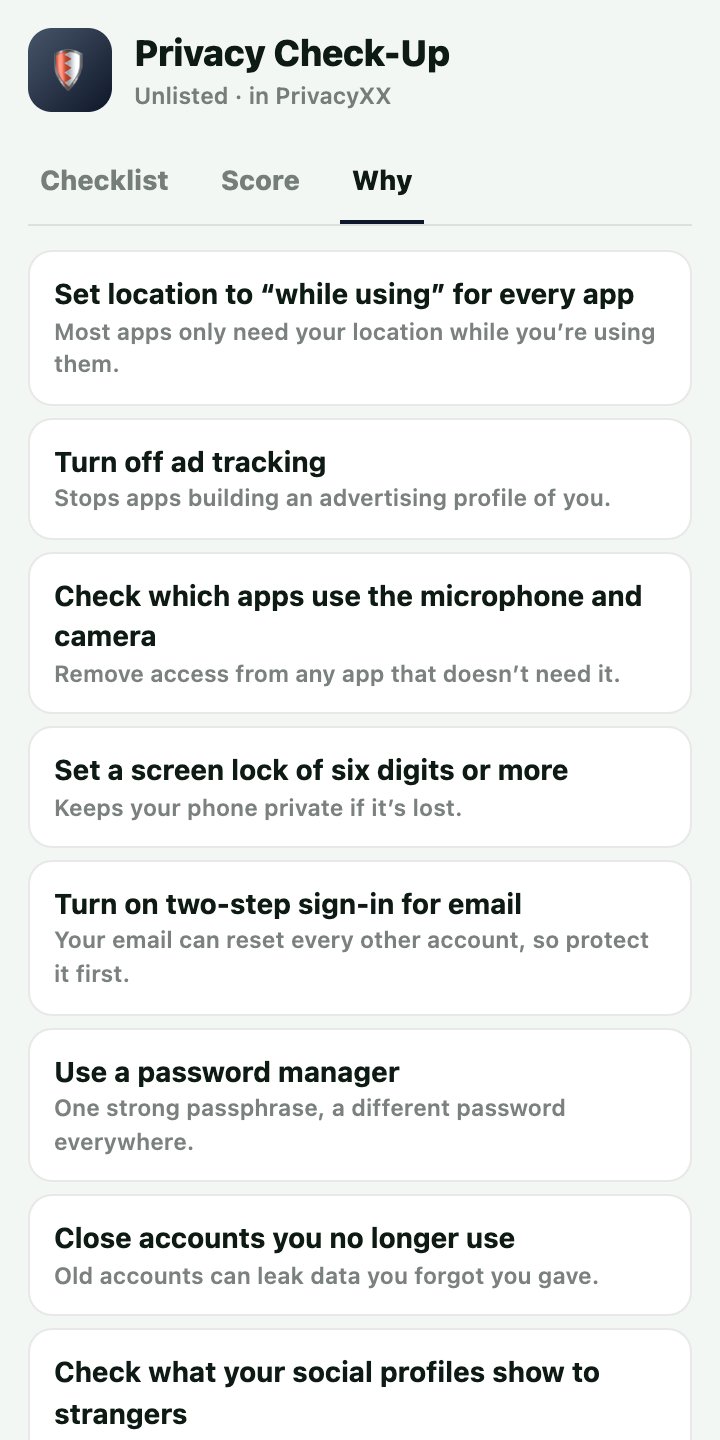 Privacy Check-Up
Unlisted · in PrivacyXX
Checklist
Score
Why
Set location to “while using” for every app
Most apps only need your location while you’re using
them.
Turn off ad tracking
Stops apps building an advertising profile of you.
Check which apps use the microphone and
camera
Remove access from any app that doesn’t need it.
Set a screen lock of six digits or more
Keeps your phone private if it’s lost.
Turn on two-step sign-in for email
Your email can reset every other account, so protect
it first.
Use a password manager
One strong passphrase, a different password
everywhere.
Close accounts you no longer use
Old accounts can leak data you forgot you gave.
Check what your social profiles show to
strangers